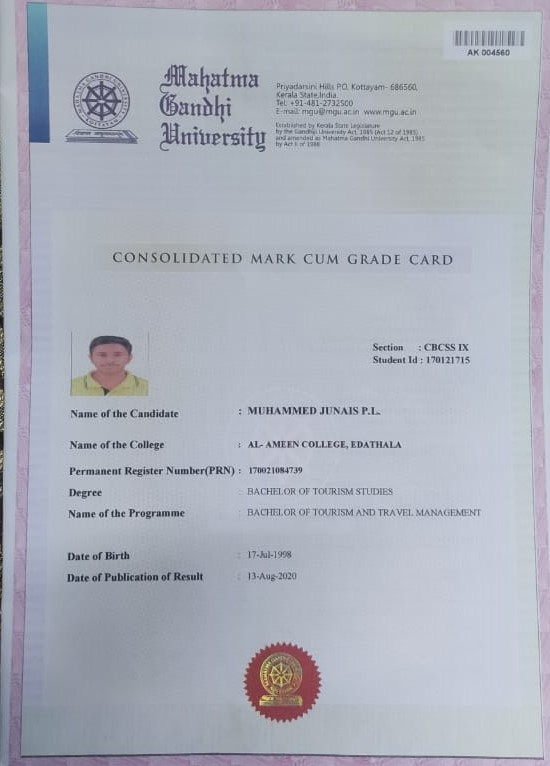 AK 004560
Mahatma
Gandhi
University
Priyadarsini Hills P.O, Kottayam- 686560,
Kerala State,India.
Tel: +91-481-2732500
E-mail: mgu@mgu.ac.in www.mgu.ac.in
Established by Kerala State Legislature
by the Gandhiji University Act, 1985 (Act 12 of 1985)
and amended as Mahatma Gandhi University Act, 1985
by Act II of 1988
CONSOLIDATED MARK CUM GRADE CARD
Section : CBCSS IX
Student Id : 170121715
Name of the Candidate : MUHAMMED JUNAIS P.L.
Name of the College : AL- AMEEN COLLEGE, EDATHALA
Permanent Register Number(PRN) : 170021084739
Degree : BACHELOR OF TOURISM STUDIES
Name of the Programme : BACHELOR OF TOURISM AND TRAVEL MANAGEMENT
Date of Birth : 17-Jul-1998
Date of Publication of Result : 13-Aug-2020